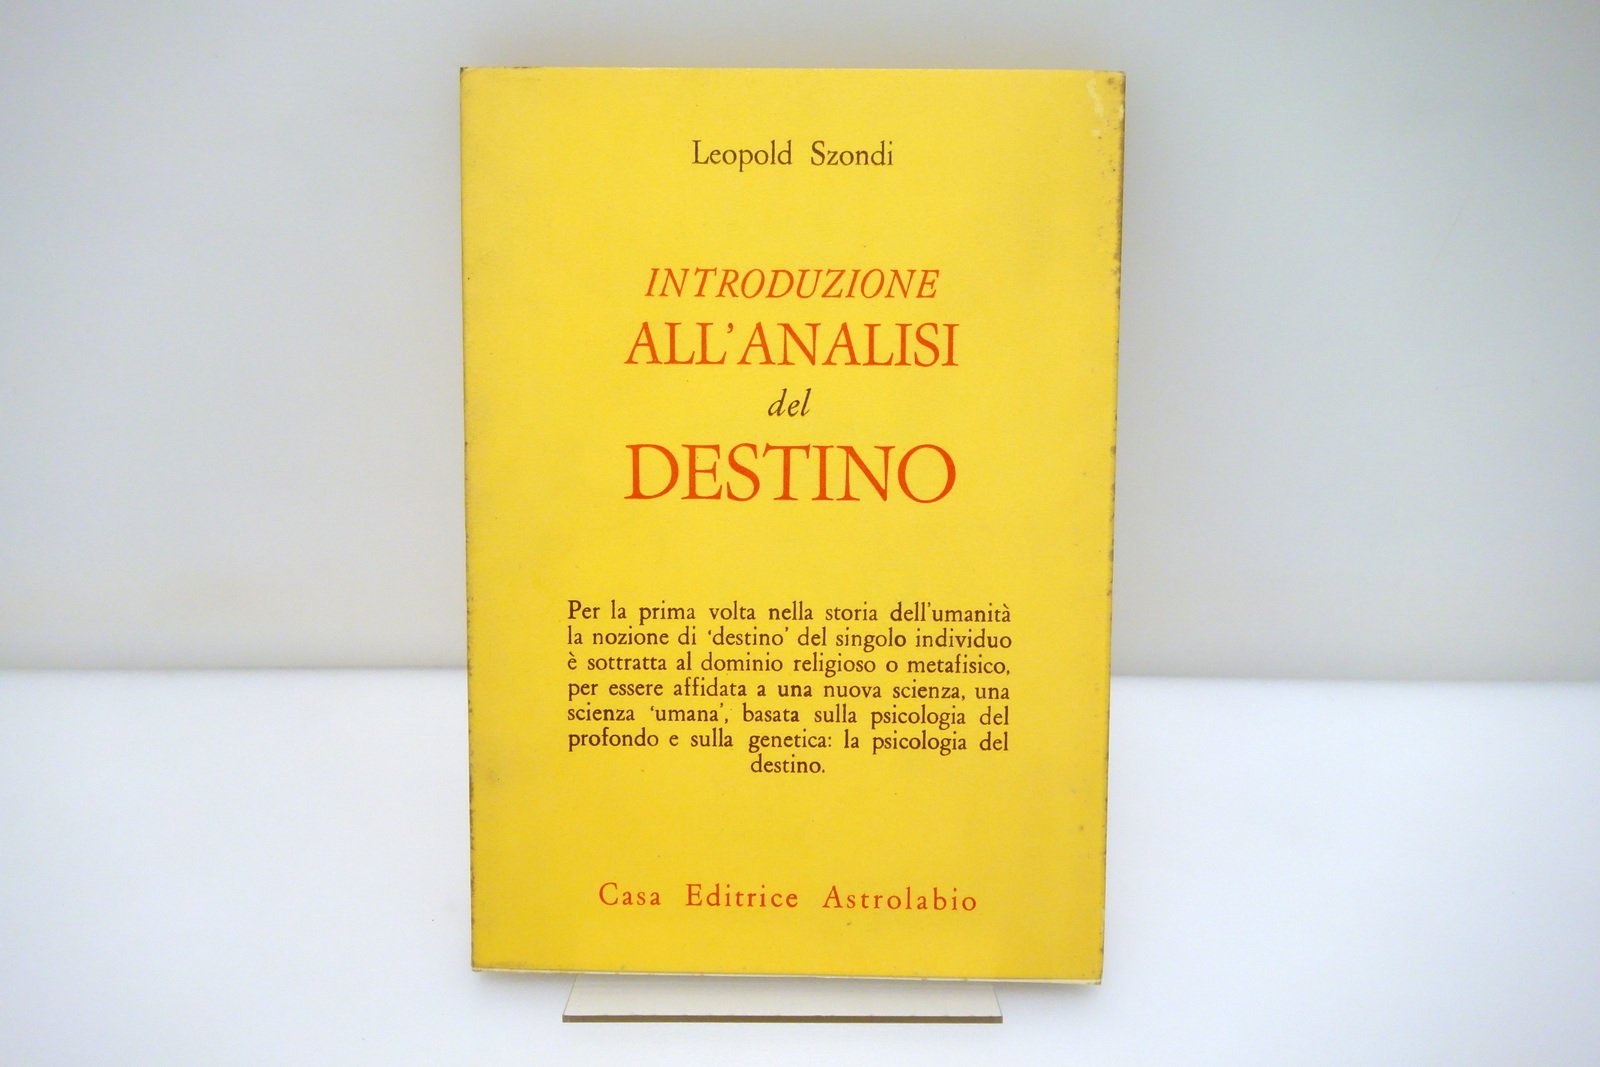 Leopold Szondi
INTRODUZIONE
ALL'ANALISI
del
DESTINO
Per la prima volta nella storia dell'umanità
la nozione di 'destino' del singolo individuo
è sottratta al dominio religioso o metafisico,
per essere affidata a una nuova scienza, una
scienza 'umana', basata sulla psicologia del
profondo e sulla genetica: la psicologia del
destino.
Casa Editrice Astrolabio